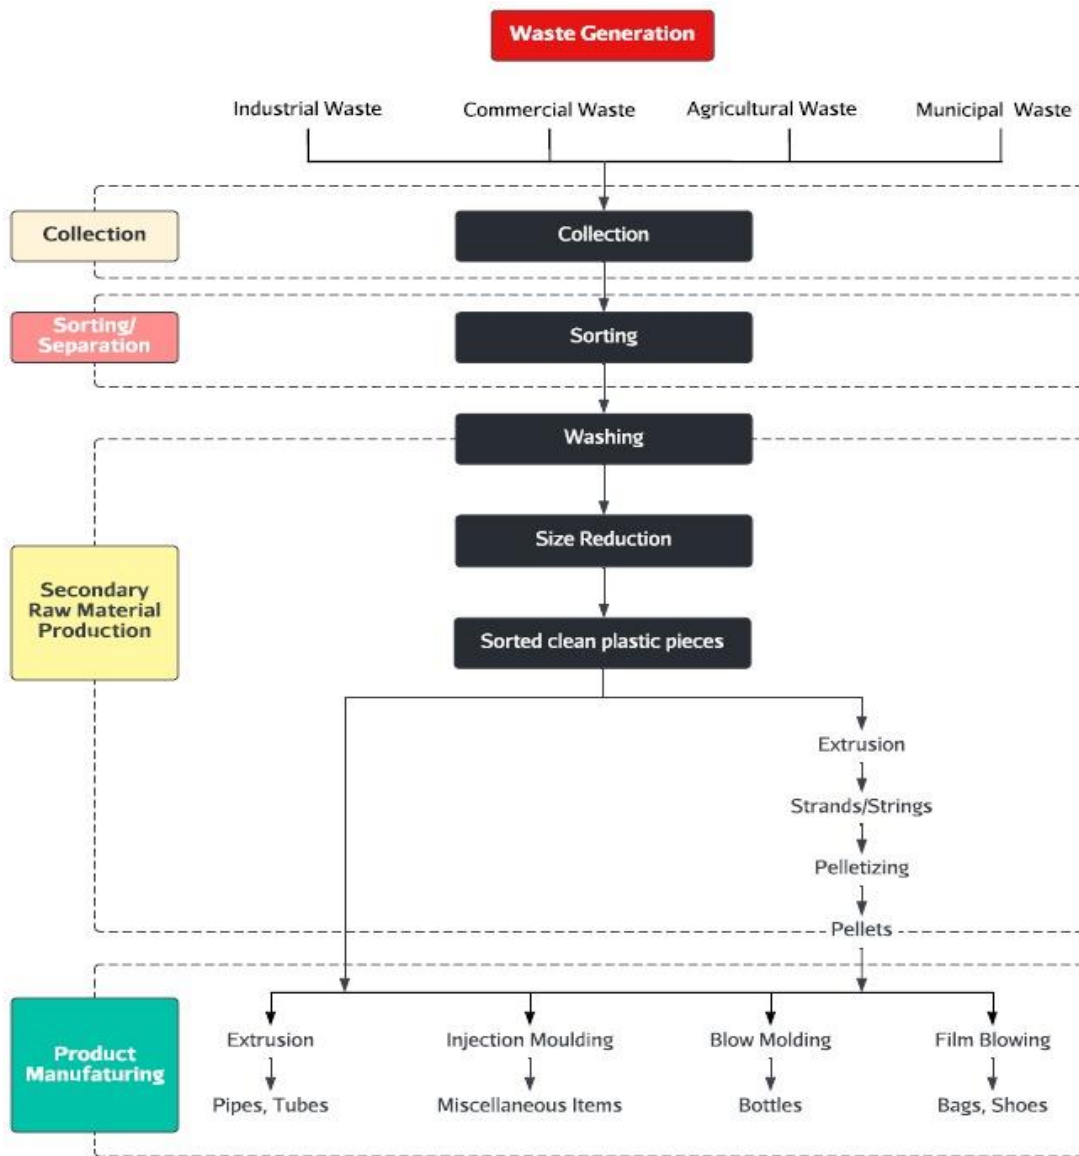 Waste Generation
Industrial Waste
Commercial Waste
Agricultural Waste
Municipal Waste
Collection
Collection
Sorting/
Separation
Sorting
Washing
Size Reduction
Secondary
Raw Material
Production
Sorted clean plastic pieces
Extrusion
Strands/Strings
Pelletizing
Pellets
Product
Manufaturing
Extrusion
Injection Moulding
Blow Molding
Film Blowing
Pipes, Tubes
Miscellaneous Items
Bottles
Bags, Shoes